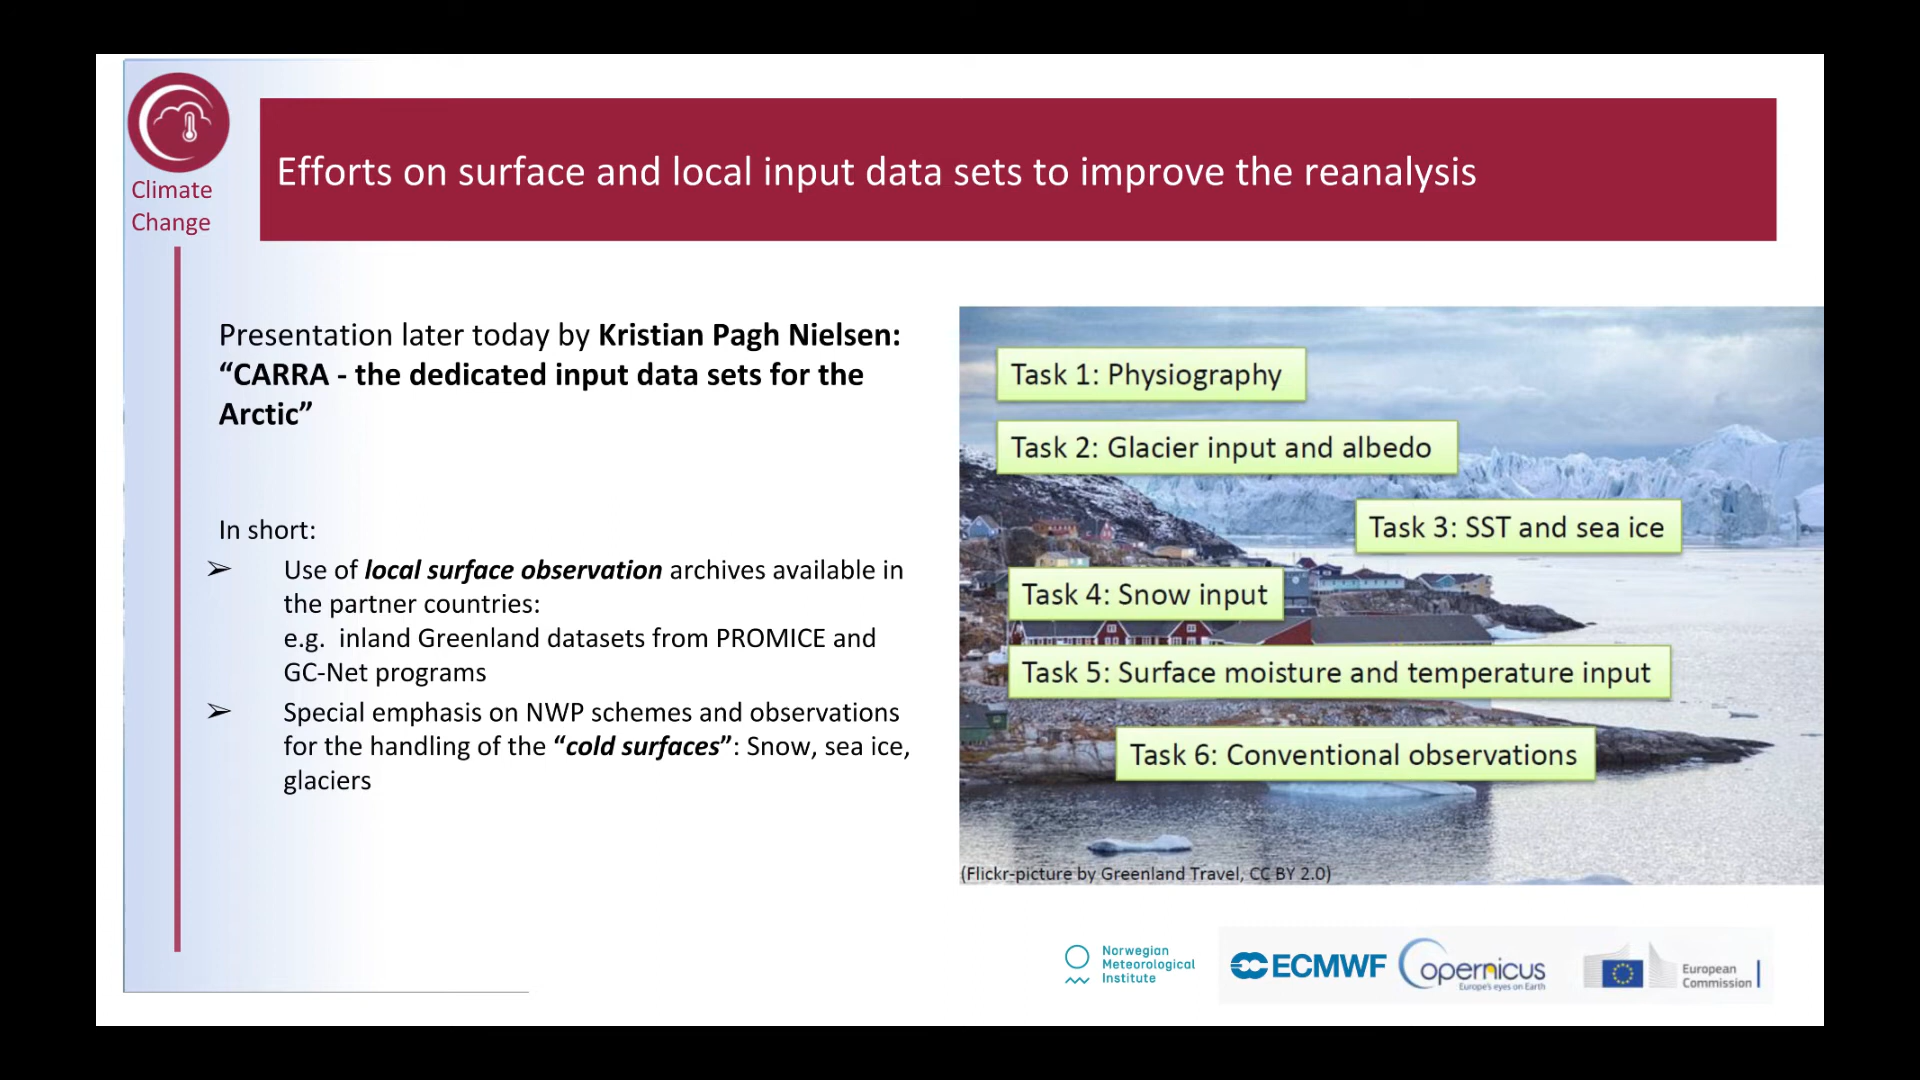 Climate
Change
Efforts on surface and local input data sets to improve the reanalysis
Presentation later today by Kristian Pagh Nielsen:
“CARRA - the dedicated input data sets for the
Arctic”
In short:
➢ Use of local surface observation archives available in
the partner countries:
e.g. inland Greenland datasets from PROMICE and
GC-Net programs
➢ Special emphasis on NWP schemes and observations
for the handling of the “cold surfaces”: Snow, sea ice,
glaciers
Task 1: Physiography
Task 2: Glacier input and albedo
Task 3: SST and sea ice
Task 4: Snow input
Task 5: Surface moisture and temperature input
Task 6: Conventional observations
(Flickr-picture by Greenland Travel, CC BY 2.0)
Norwegian
Meteorological
Institute
ECMWF
opernicus
Europe's eyes on Earth
European
Commission